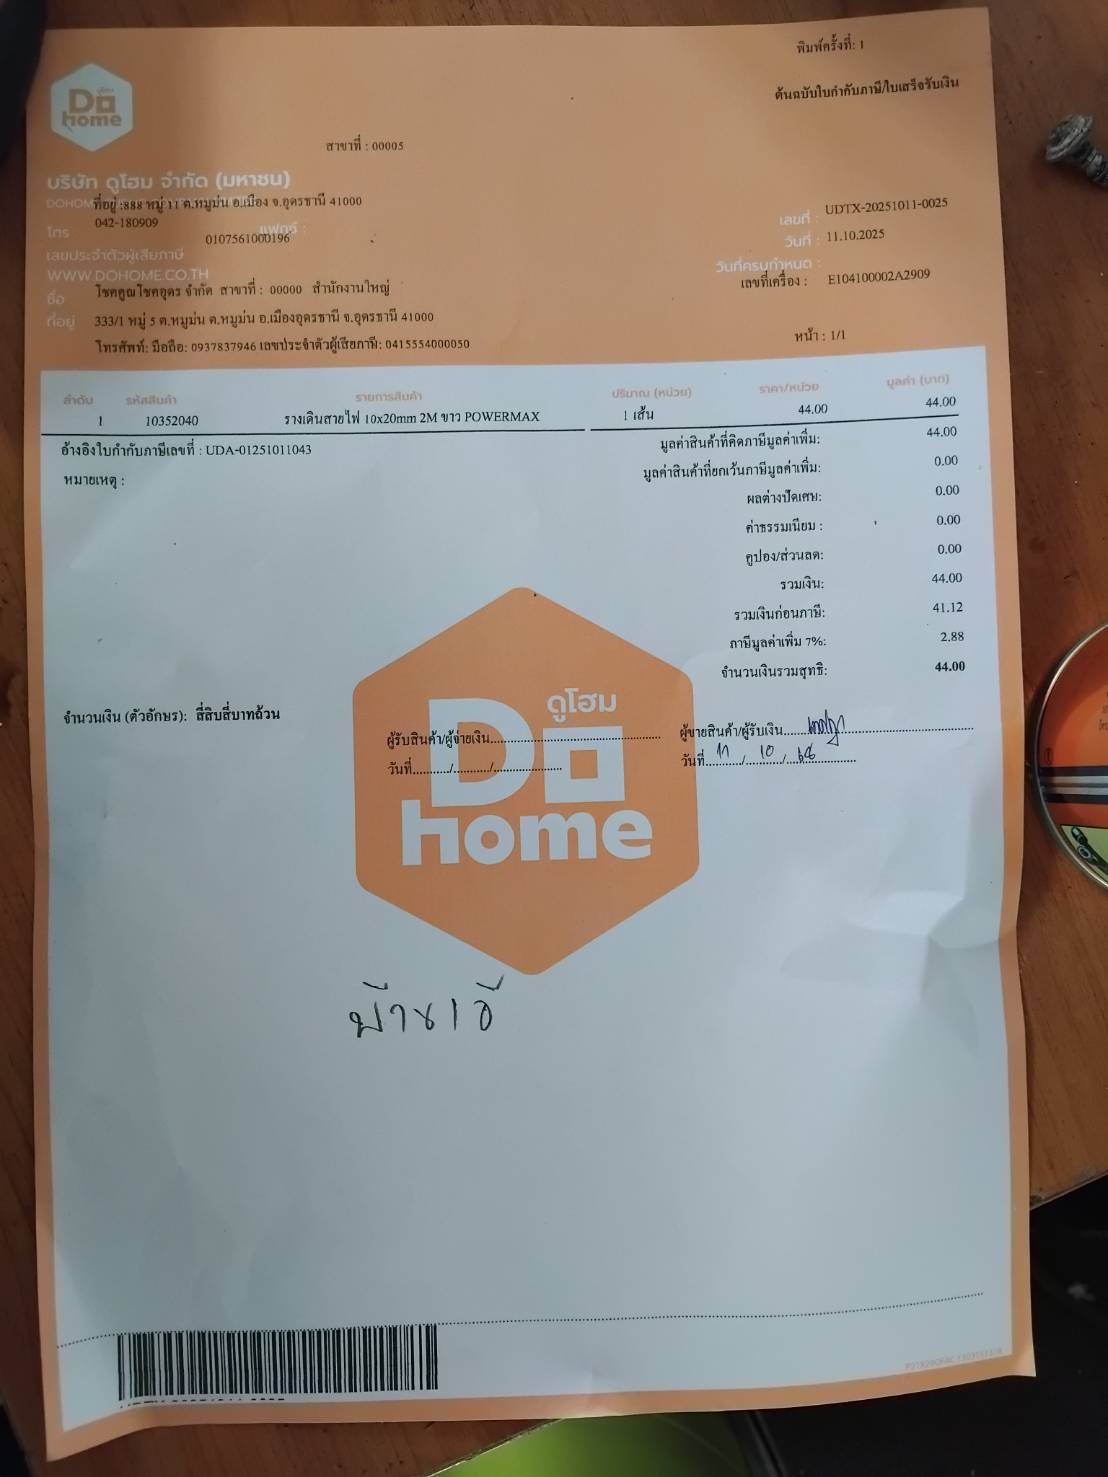 พิมพ์ครั้งที่: 1
ต้นฉบับใบกำกับภาษี/ใบเสร็จรับเงิน
ดูโฮม
Do
home
สาขาที่ : 00005
บริษัท ดูโฮม จำกัด (มหาชน)
ที่อยู่ :888 หมู่ 11 ต.หมูม่น อ.เมือง จ.อุดรธานี 41000
เลขที่ : UDTX-20251011-0025
โทร 042-180909 แฟกซ์ :
วันที่ : 11.10.2025
เลขประจำตัวผู้เสียภาษี 0107561000196
WWW.DOHOME.CO.TH
วันที่ครบกำหนด :
เลขที่เครื่อง : E104100002A2909
ชื่อ โชคคูณโชคอุดร จำกัด สาขาที่ : 00000 สำนักงานใหญ่
ที่อยู่ 333/1 หมู่ 5 ต.หมูม่น ต.หมูม่น อ.เมืองอุดรธานี จ.อุดรธานี 41000
โทรศัพท์: มือถือ: 0937837946 เลขประจำตัวผู้เสียภาษี: 0415554000050
หน้า : 1/1
ลำดับ รหัสสินค้า รายการสินค้า ปริมาณ (หน่วย) ราคา/หน่วย มูลค่า (บาท)
1 10352040 รางเดินสายไฟ 10x20mm 2M ขาว POWERMAX 1 เส้น 44.00 44.00
อ้างอิงใบกำกับภาษีเลขที่ : UDA-01251011043
หมายเหตุ :
มูลค่าสินค้าที่คิดภาษีมูลค่าเพิ่ม: 44.00
มูลค่าสินค้าที่ยกเว้นภาษีมูลค่าเพิ่ม: 0.00
ผลต่างปัดเศษ: 0.00
ค่าธรรมเนียม : 0.00
คูปอง/ส่วนลด: 0.00
รวมเงิน: 44.00
รวมเงินก่อนภาษี: 41.12
ภาษีมูลค่าเพิ่ม 7%: 2.88
จำนวนเงินรวมสุทธิ: 44.00
จำนวนเงิน (ตัวอักษร): สี่สิบสี่บาทถ้วน
ผู้รับสินค้า/ผู้จ่ายเงิน
ผู้ขายสินค้า/ผู้รับเงิน
วันที่ / /
วันที่ 11 / 10 / 68
ดูโฮม
Do
home
บ้านเอ๋